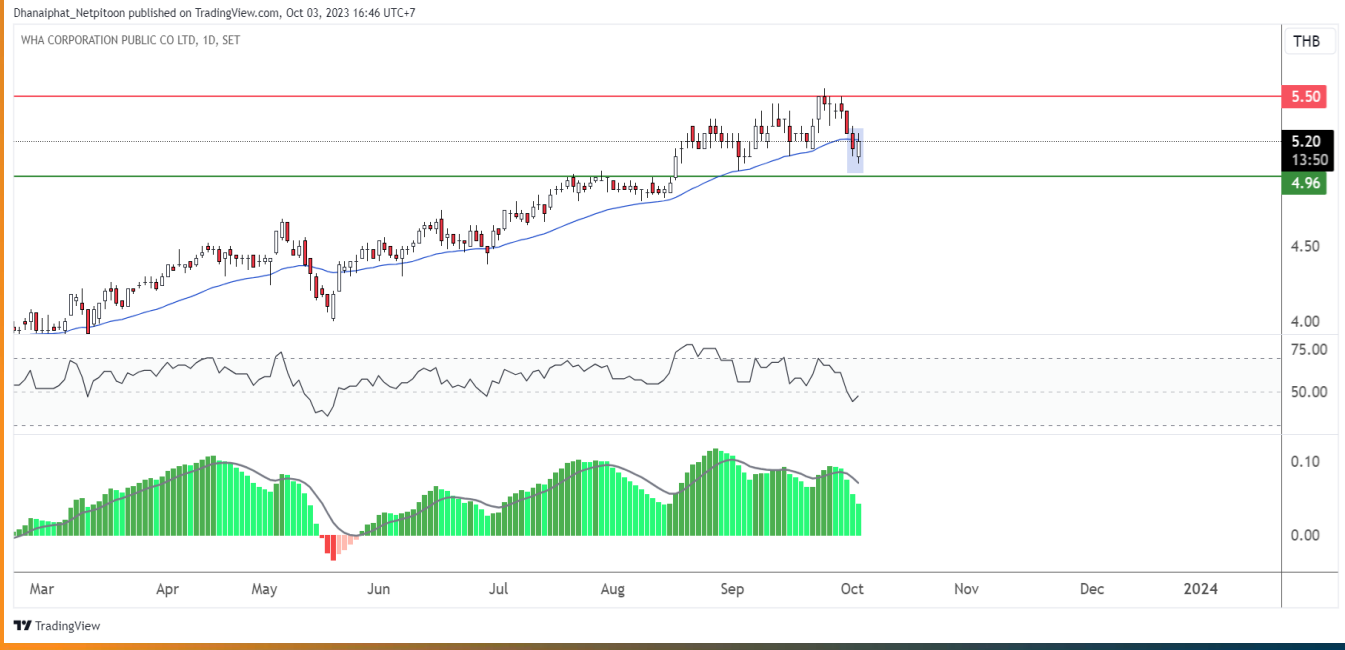 Dhanaiphat_Netpitoon published on TradingView.com, Oct 03, 2023 16:46 UTC+7
WHA CORPORATION PUBLIC CO LTD, 1D, SET
THB
5.50
5.20
13:50
4.96
4.50
4.00
75.00
50.00
0.10
0.00
Mar Apr May Jun Jul Aug Sep Oct Nov Dec 2024
TradingView